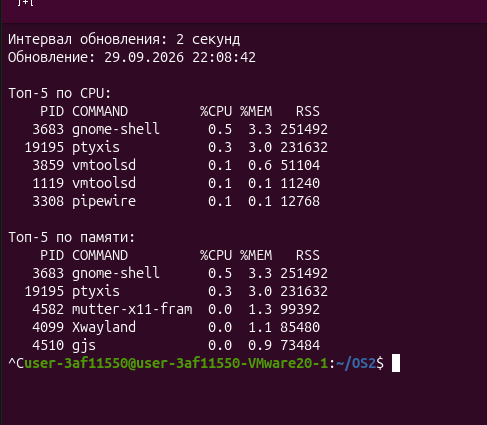 Интервал обновления: 2 секунд
Обновление: 29.09.2026 22:08:42
Топ-5 по CPU:
PID COMMAND %CPU %MEM RSS
3683 gnome-shell 0.5 3.3 251492
19195 ptyxis 0.3 3.0 231632
3859 vmtoolsd 0.1 0.6 51104
1119 vmtoolsd 0.1 0.1 11240
3308 pipewire 0.1 0.1 12768
Топ-5 по памяти:
PID COMMAND %CPU %MEM RSS
3683 gnome-shell 0.5 3.3 251492
19195 ptyxis 0.3 3.0 231632
4582 mutter-x11-fram 0.0 1.3 99392
4099 Xwayland 0.0 1.1 85480
4510 gjs 0.0 0.9 73484
^Cuser-3af11550@user-3af11550-VMware20-1:~/OS2$